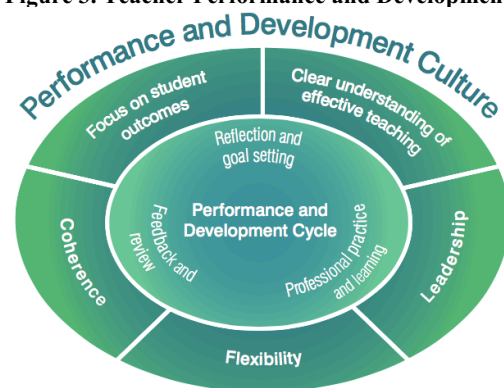 Figure 3. Teacher Performance and Development
Performance and Development Culture
Focus on student
outcomes
Clear understanding of
effective teaching
Reflection and
goal setting
Performance and
Development Cycle
Feedback and
review
Professional practice
and learning
Coherence
Leadership
Flexibility